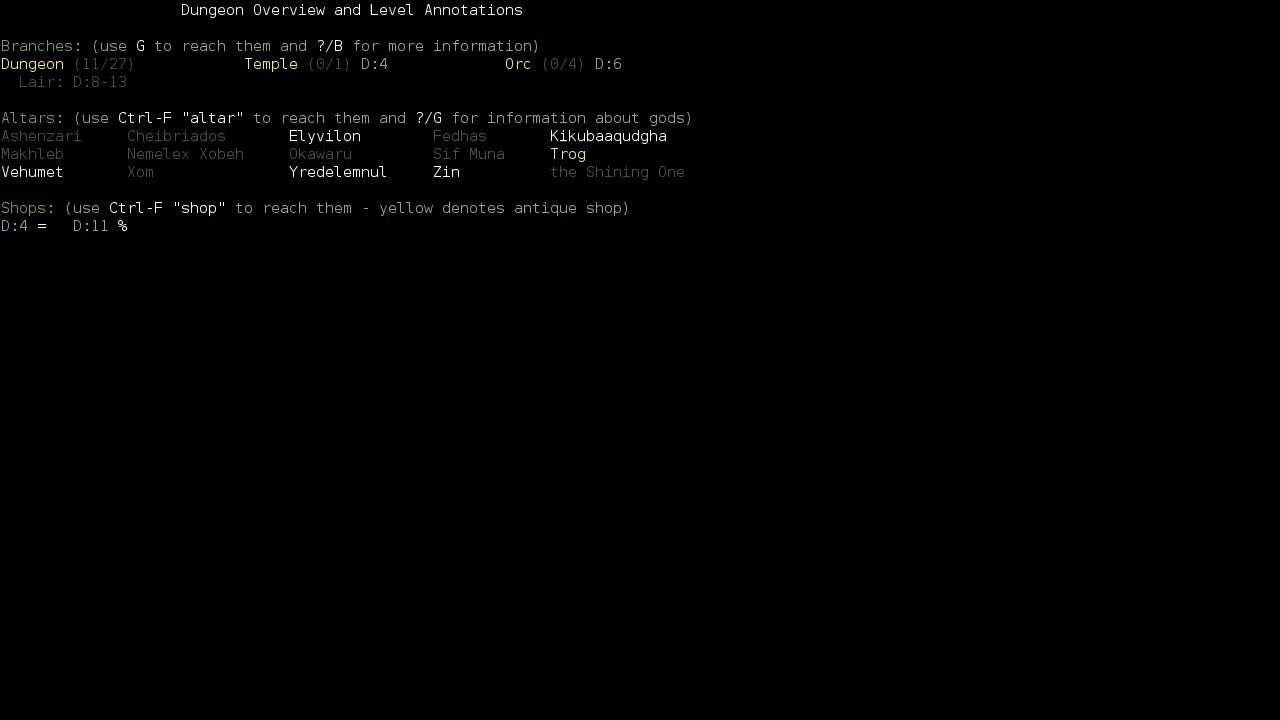 Dungeon Overview and Level Annotations
Branches: (use G to reach them and ?/B for more information)
Dungeon (11/27) Temple (0/1) D:4 Orc (0/4) D:6
Lair: D:8-13
Altars: (use Ctrl-F "altar" to reach them and ?/G for information about gods)
Ashenzari Cheibriados Elyvilon Fedhas Kikubaaqudgha
Makhleb Nemelex Xobeh Okawaru Sif Muna Trog
Vehumet Xom Yredelemnul Zin the Shining One
Shops: (use Ctrl-F "shop" to reach them - yellow denotes antique shop)
D:4 = D:11 %